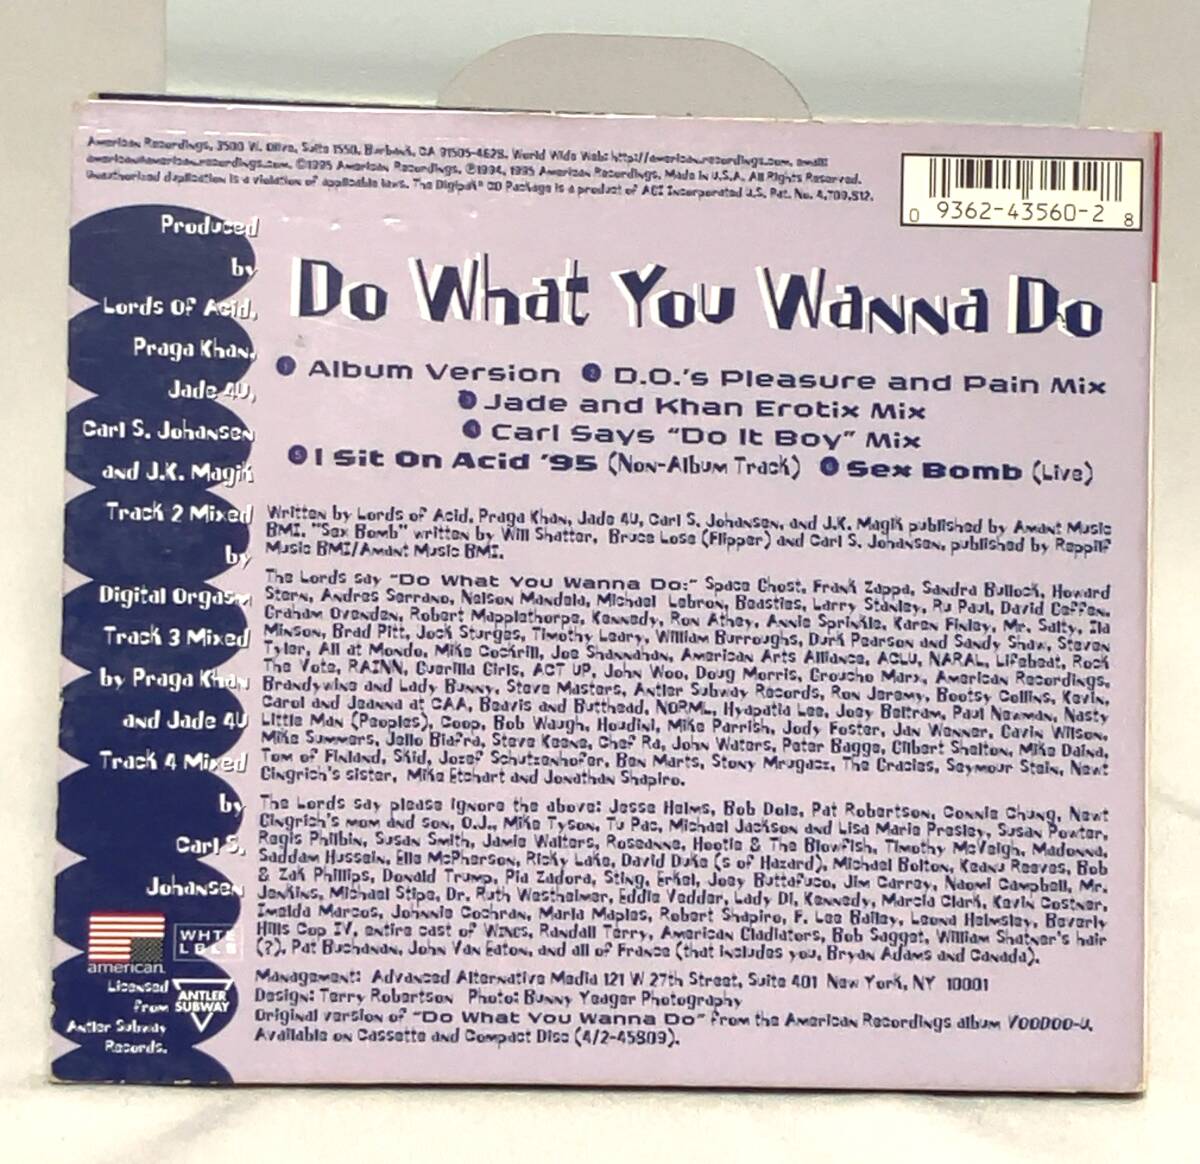 American Recordings, 3500 W. Olive, Suite 1550, Burbank, CA 91505-4628. World Wide Web: http://american.recordings.com, email:
american@american.recordings.com. ©1995 American Recordings. ℗1994, 1995 American Recordings. Made in U.S.A. All Rights Reserved.
Unauthorized duplication is a violation of applicable laws. The Digipak® CD Package is a product of AGI Incorporated U.S. Pat. No. 4,709,812.
0 9362-43560-2 8
Produced
by
Lords Of Acid,
Praga Khan,
Jade 4U,
Carl S. Johansen
and J.K. Magik
Track 2 Mixed
by
Digital Orgasm
Track 3 Mixed
by Praga Khan
and Jade 4U
Track 4 Mixed
by
Carl S.
Johansen
american.
WHTE
LBLS
Licensed
from
Antler Subway
Records.
ANTLER
SUBWAY
Do What You Wanna Do
1 Album Version 2 D.O.'s Pleasure and Pain Mix
3 Jade and Khan Erotix Mix
4 Carl Says "Do It Boy" Mix
5 I Sit On Acid '95 (Non-Album Track) 6 Sex Bomb (Live)
Written by Lords of Acid, Praga Khan, Jade 4U, Carl S. Johansen, and J.K. Magik published by Amant Music
BMI. "Sex Bomb" written by Will Shatter, Bruce Lose (Flipper) and Carl S. Johansen, published by Reppilf
Music BMI/Amant Music BMI.
The Lords say "Do What You Wanna Do:" Space Ghost, Frank Zappa, Sandra Bullock, Howard
Stern, Andres Serrano, Nelson Mandela, Michael Lebron, Beasties, Larry Stanley, Ru Paul, David Geffen,
Graham Ovenden, Robert Mapplethorpe, Kennedy, Ron Athey, Annie Sprinkle, Karen Finley, Mr. Salty, Ila
Minson, Brad Pitt, Jock Sturges, Timothy Leary, William Burroughs, Durk Pearson and Sandy Shaw, Steven
Tyler, All at Mondo, Mike Cockrill, Joe Shannahan, American Arts Alliance, ACLU, NARAL, Lifebeat, Rock
The Vote, RAINN, Guerilla Girls, ACT UP, John Woo, Doug Morris, Groucho Marx, American Recordings,
Brandywine and Lady Bunny, Steve Masters, Antler Subway Records, Ron Jeremy, Bootsy Collins, Kevin,
Carol and Jeanna at CAA, Beavis and Butthead, NORML, Hyapatia Lee, Joey Beltram, Paul Newman, Nasty
Little Man (Peoples), Coop, Bob Waugh, Houdini, Mike Parrish, Jody Foster, Jan Wenner, Gavin Wilson,
Mike Summers, Jello Biafra, Steve Keene, Chef Ra, John Waters, Peter Bagge, Gilbert Shelton, Mike Daina,
Tom of Finland, Skid, Jozef Schutzenhofer, Ben Marts, Stony Mrugacz, The Gracies, Seymour Stein, Newt
Gingrich's sister, Mike Etchart and Jonathan Shapiro.
The Lords say please ignore the above: Jesse Helms, Bob Dole, Pat Robertson, Connie Chung, Newt
Gingrich's mom and son, O.J., Mike Tyson, Tu Pac, Michael Jackson and Lisa Marie Presley, Susan Powter,
Regis Philbin, Susan Smith, Jamie Walters, Roseanne, Hootie & The Blowfish, Timothy McVeigh, Madonna,
Saddam Hussein, Elle McPherson, Ricky Lake, David Duke (s of Hazard), Michael Bolton, Keanu Reeves, Bob
& Zak Phillips, Donald Trump, Pia Zadora, Sting, Erkel, Joey Buttafuco, Jim Carrey, Naomi Campbell, Mr.
Jenkins, Michael Stipe, Dr. Ruth Westheimer, Eddie Vedder, Lady Di, Kennedy, Marcia Clark, Kevin Costner,
Imelda Marcos, Johnnie Cochran, Marla Maples, Robert Shapiro, F. Lee Bailey, Leona Helmsley, Beverly
Hills Cop IV, entire cast of Wings, Randall Terry, American Gladiators, Bob Sagget, William Shatner's hair
(?), Pat Buchanan, John Van Eaton, and all of France (that includes you, Bryan Adams and Canada).
Management: Advanced Alternative Media 121 W 27th Street, Suite 401 New York, NY 10001
Design: Terry Robertson Photo: Bunny Yeager Photography
Original version of "Do What You Wanna Do" from the American Recordings album VOODOO-U.
Available on Cassette and Compact Disc (4/2-45809).